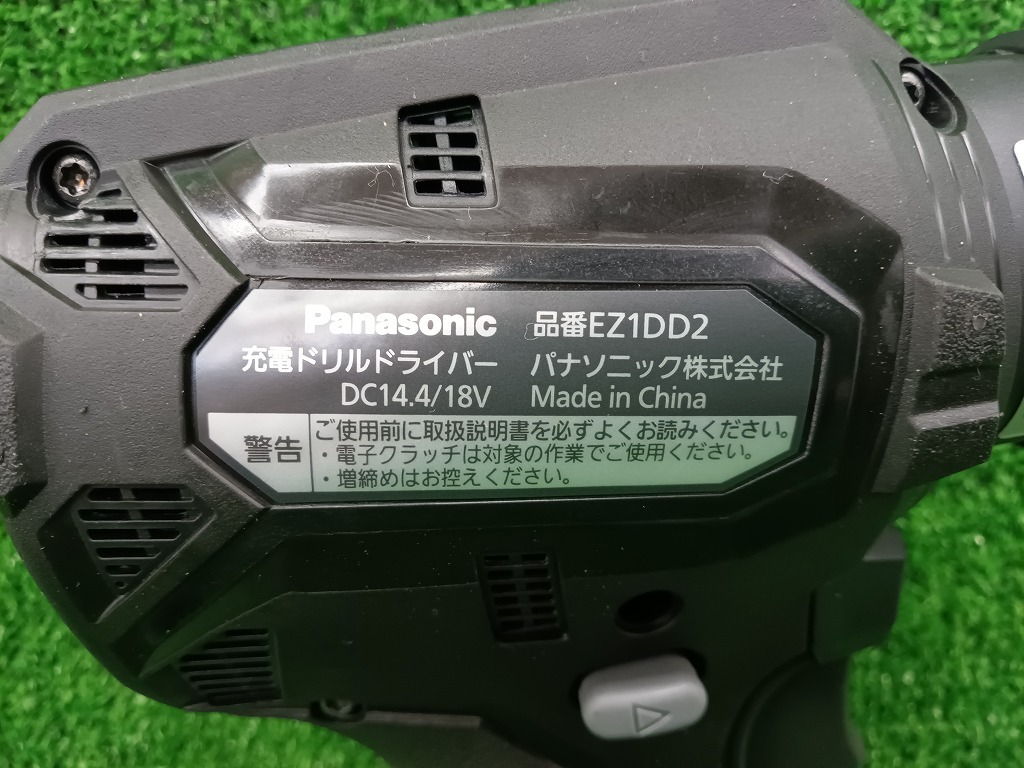 Panasonic 品番EZ1DD2
充電ドリルドライバー パナソニック株式会社
DC14.4/18V Made in China
警告
ご使用前に取扱説明書を必ずよくお読みください。
・電子クラッチは対象の作業でご使用ください。
・増締めはお控えください。